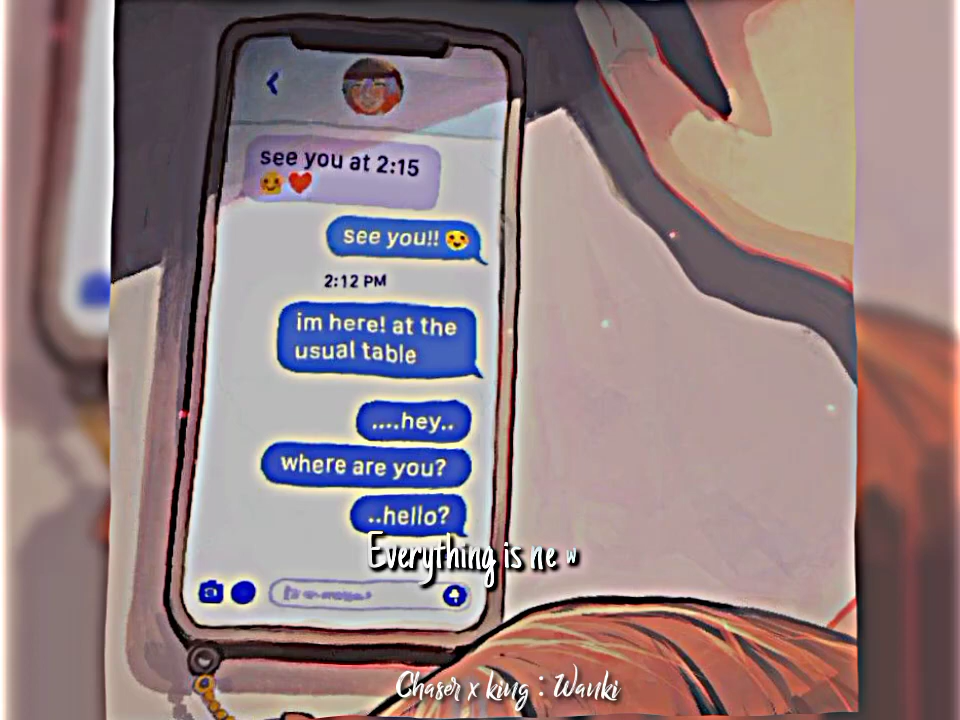 see you at 2:15
🙂❤️
see you!! 😍
2:12 PM
im here! at the
usual table
....hey..
where are you?
..hello?
Everything is ne w
Chaser x king : Wanki